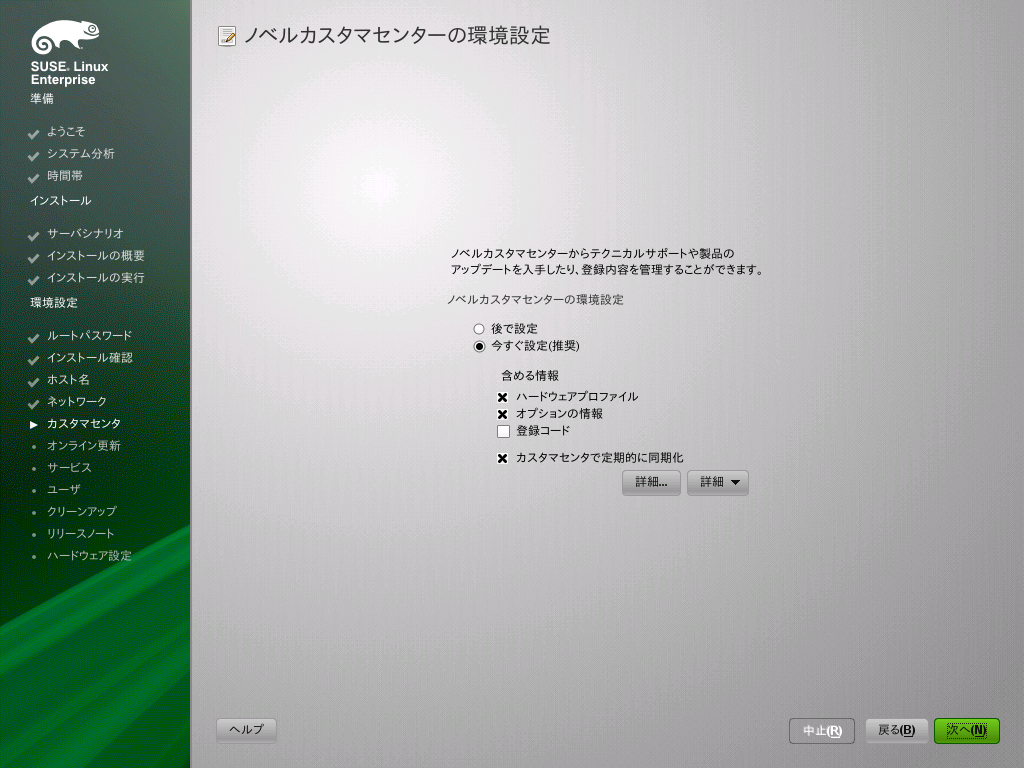 SUSE® Linux
Enterprise
準備
ようこそ
システム分析
時間帯
インストール
サーバシナリオ
インストールの概要
インストールの実行
環境設定
ルートパスワード
インストール確認
ホスト名
ネットワーク
カスタマセンタ
オンライン更新
サービス
ユーザ
クリーンアップ
リリースノート
ハードウェア設定
ノベルカスタマセンターの環境設定
ノベルカスタマセンターからテクニカルサポートや製品の
アップデートを入手したり、登録内容を管理することができます。
ノベルカスタマセンターの環境設定
後で設定
今すぐ設定(推奨)
含める情報
ハードウェアプロファイル
オプションの情報
登録コード
カスタマセンタで定期的に同期化
詳細... 詳細
ヘルプ 中止(R) 戻る(B) 次へ(N)